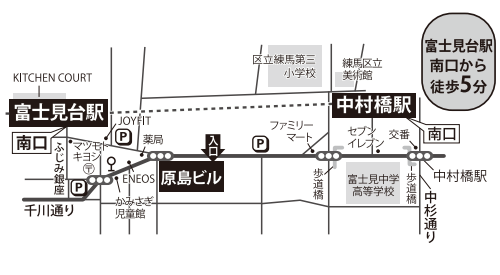 富士見台駅
南口から
徒歩5分
区立練馬第三
小学校
練馬区立
美術館
KITCHEN COURT
富士見台駅
中村橋駅
JOYFIT
P
南口
ファミリー
マート
セブン
イレブン
交番
南口
マツモト
キヨシ
薬局
入口
P
ふじみ銀座
〒
ENEOS
原島ビル
P
歩道橋
富士見中学
高等学校
歩道橋
中村橋駅
千川通り
かみさぎ
児童館
中杉通り